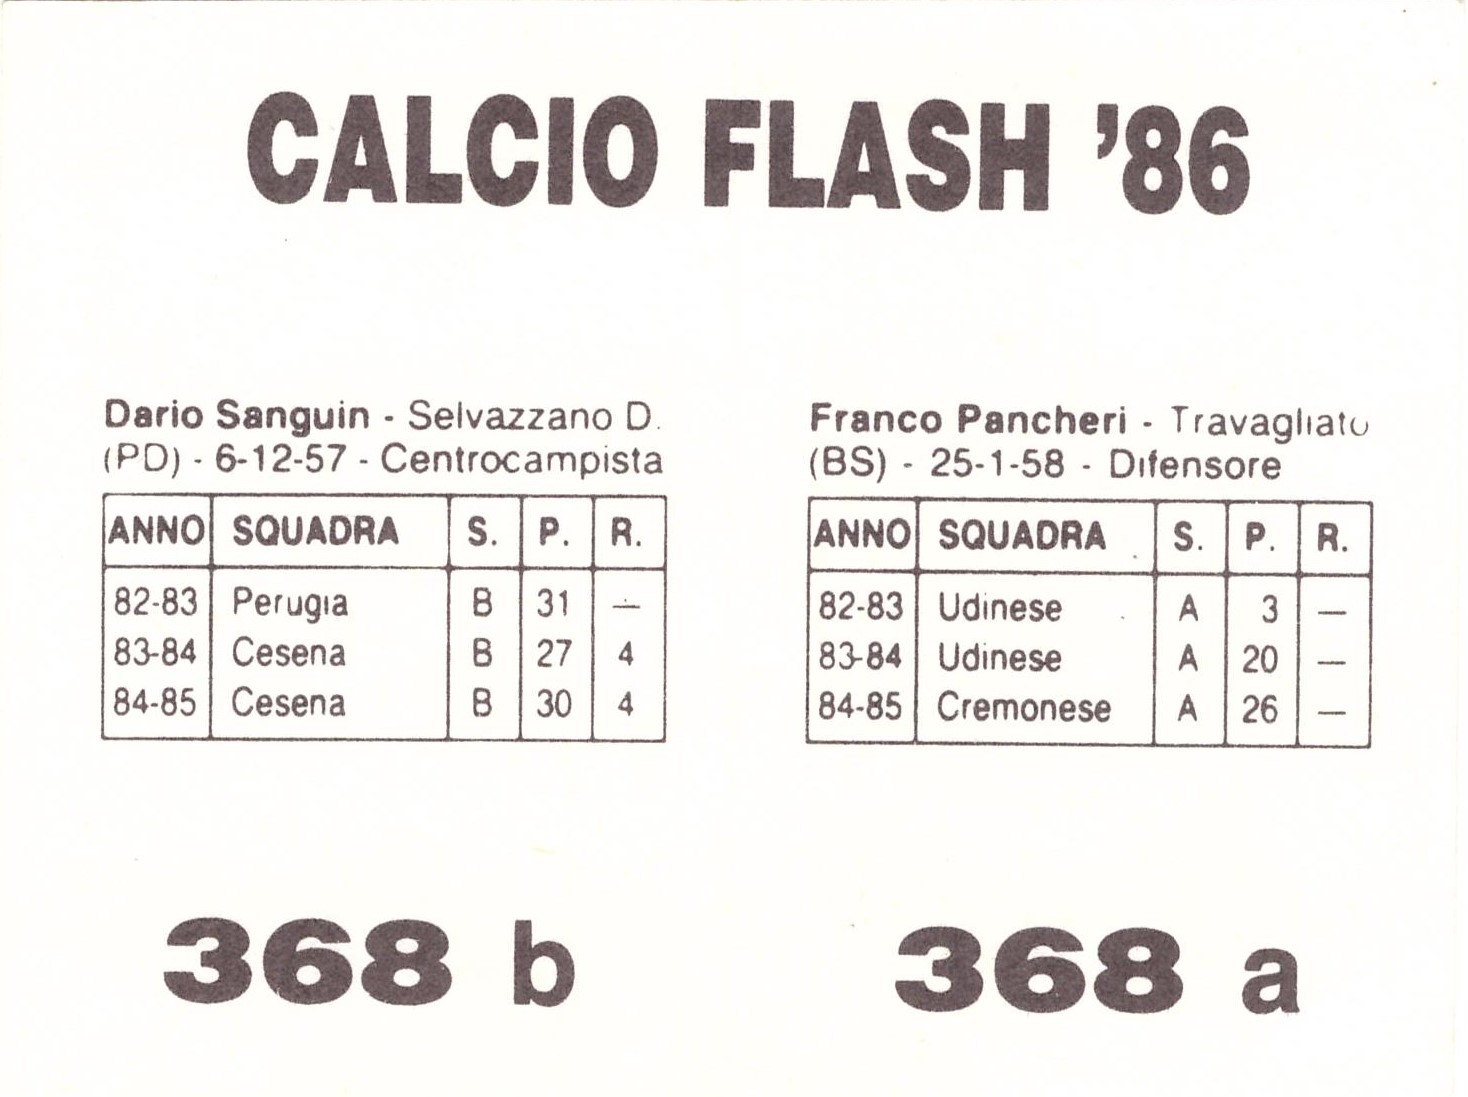 CALCIO FLASH '86
Dario Sanguin - Selvazzano D.
(PD) - 6-12-57 - Centrocampista
ANNO SQUADRA S. P. R.
82-83 Perugia B 31 —
83-84 Cesena B 27 4
84-85 Cesena B 30 4
368 b
Franco Pancheri - Travagliato
(BS) - 25-1-58 - Difensore
ANNO SQUADRA S. P. R.
82-83 Udinese A 3 —
83-84 Udinese A 20 —
84-85 Cremonese A 26 —
368 a